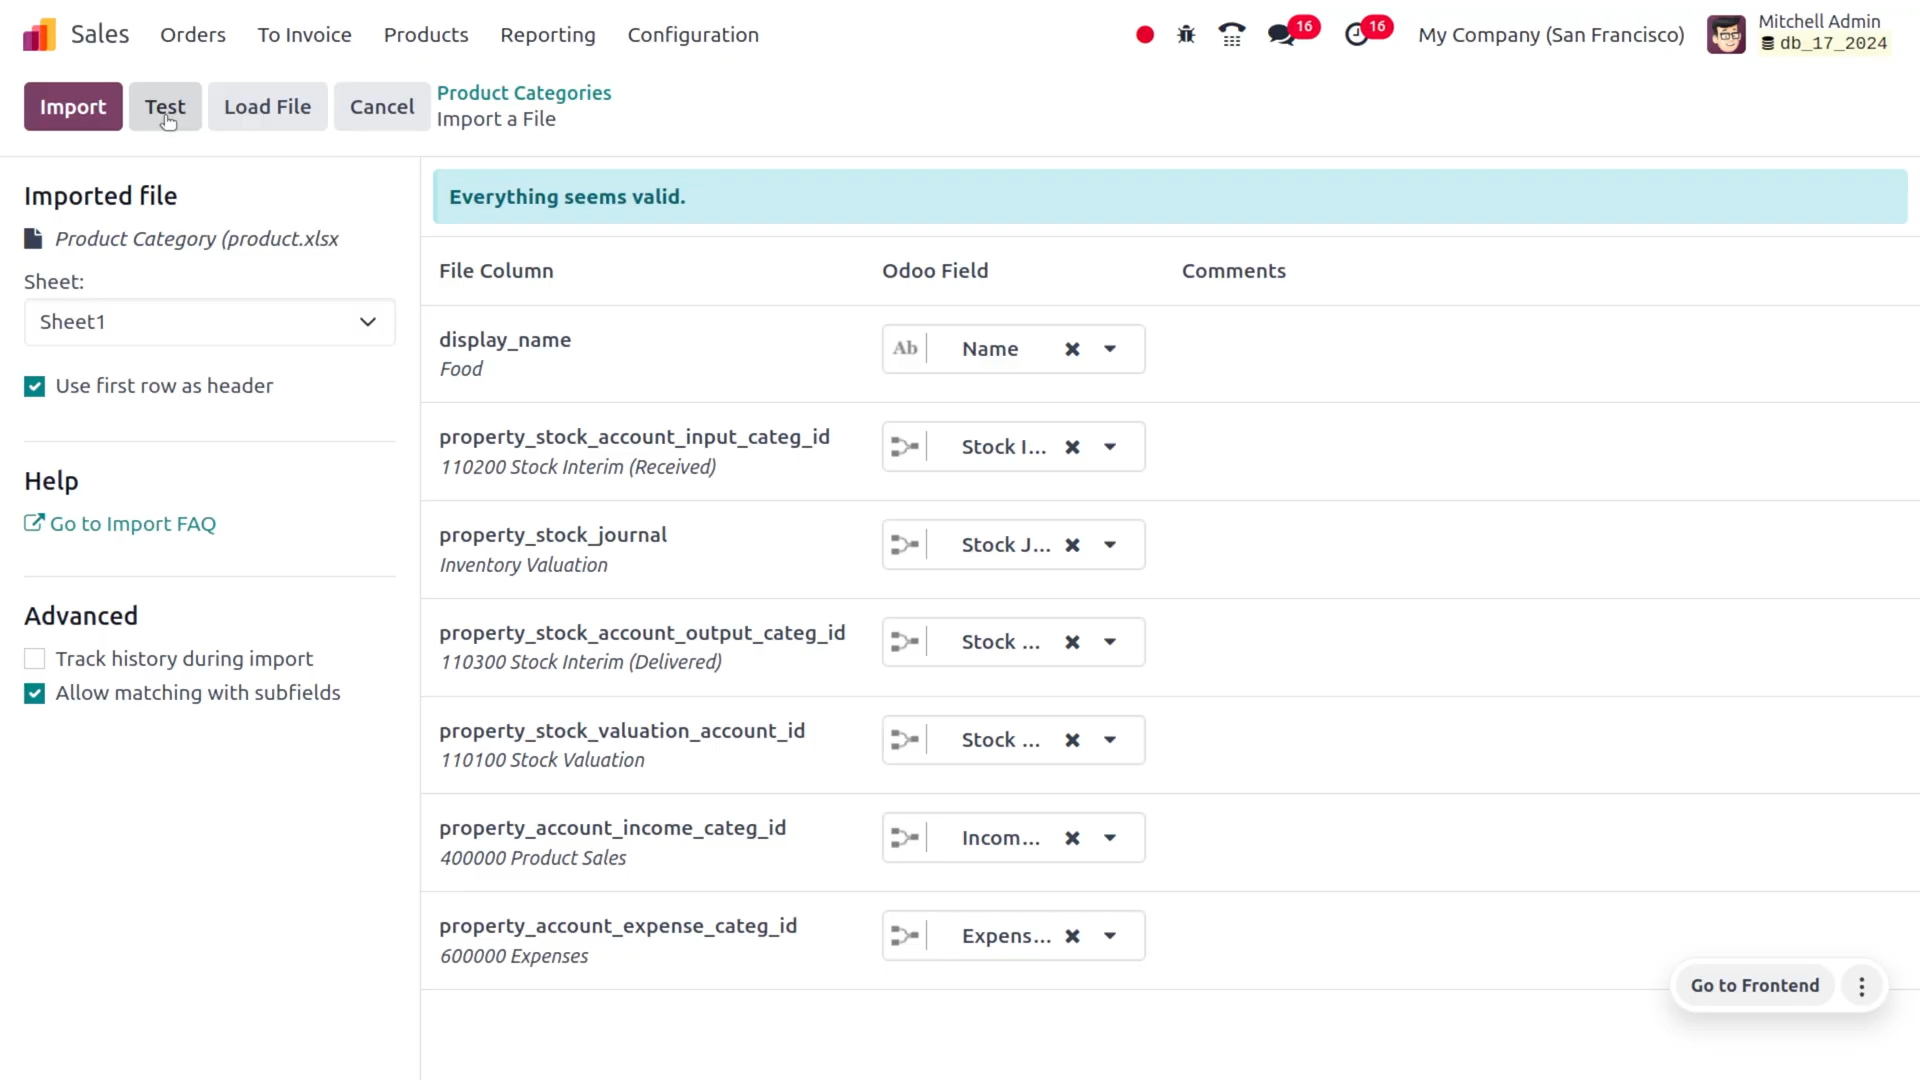 Sales
Orders
To Invoice
Products
Reporting
Configuration
16
16
My Company (San Francisco)
Mitchell Admin
db_17_2024
Import
Test
Load File
Cancel
Product Categories
Import a File
Imported file
Product Category (product.xlsx
Sheet:
Sheet1
Use first row as header
Help
Go to Import FAQ
Advanced
Track history during import
Allow matching with subfields
Everything seems valid.
File Column
Odoo Field
Comments
display_name
Food
Ab
Name
property_stock_account_input_categ_id
110200 Stock Interim (Received)
Stock I...
property_stock_journal
Inventory Valuation
Stock J...
property_stock_account_output_categ_id
110300 Stock Interim (Delivered)
Stock ...
property_stock_valuation_account_id
110100 Stock Valuation
Stock ...
property_account_income_categ_id
400000 Product Sales
Incom...
property_account_expense_categ_id
600000 Expenses
Expens...
Go to Frontend